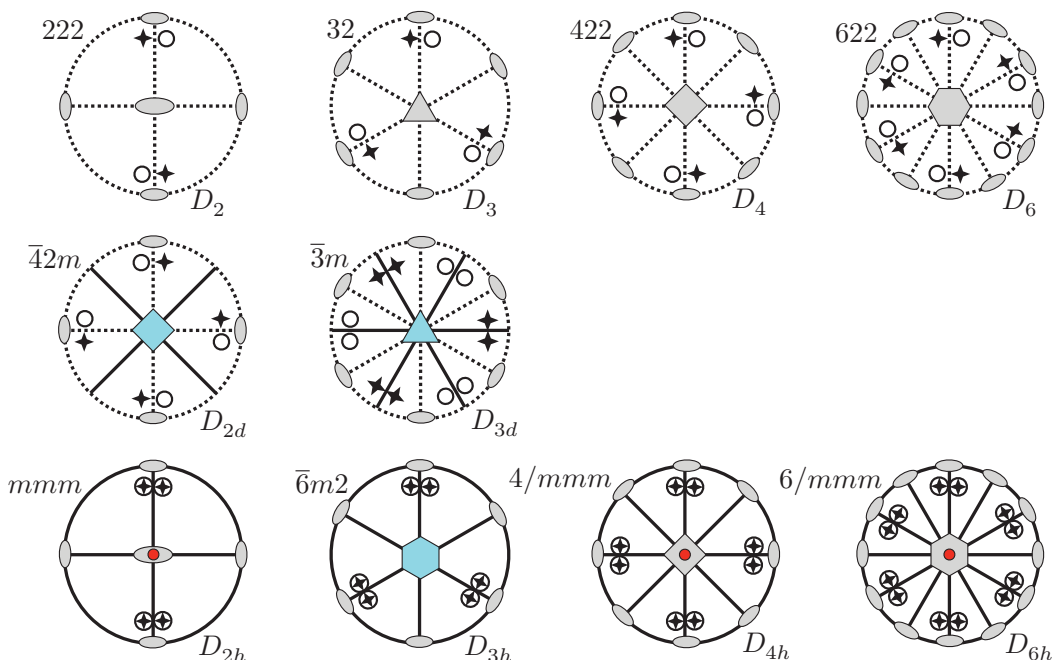 222 32 422 622
D₂ D₃ D₄ D₆
4̅2m 3̅m
D₂d D₃d
mmm 6̅m2 4/mmm 6/mmm
D₂h D₃h D₄h D₆h